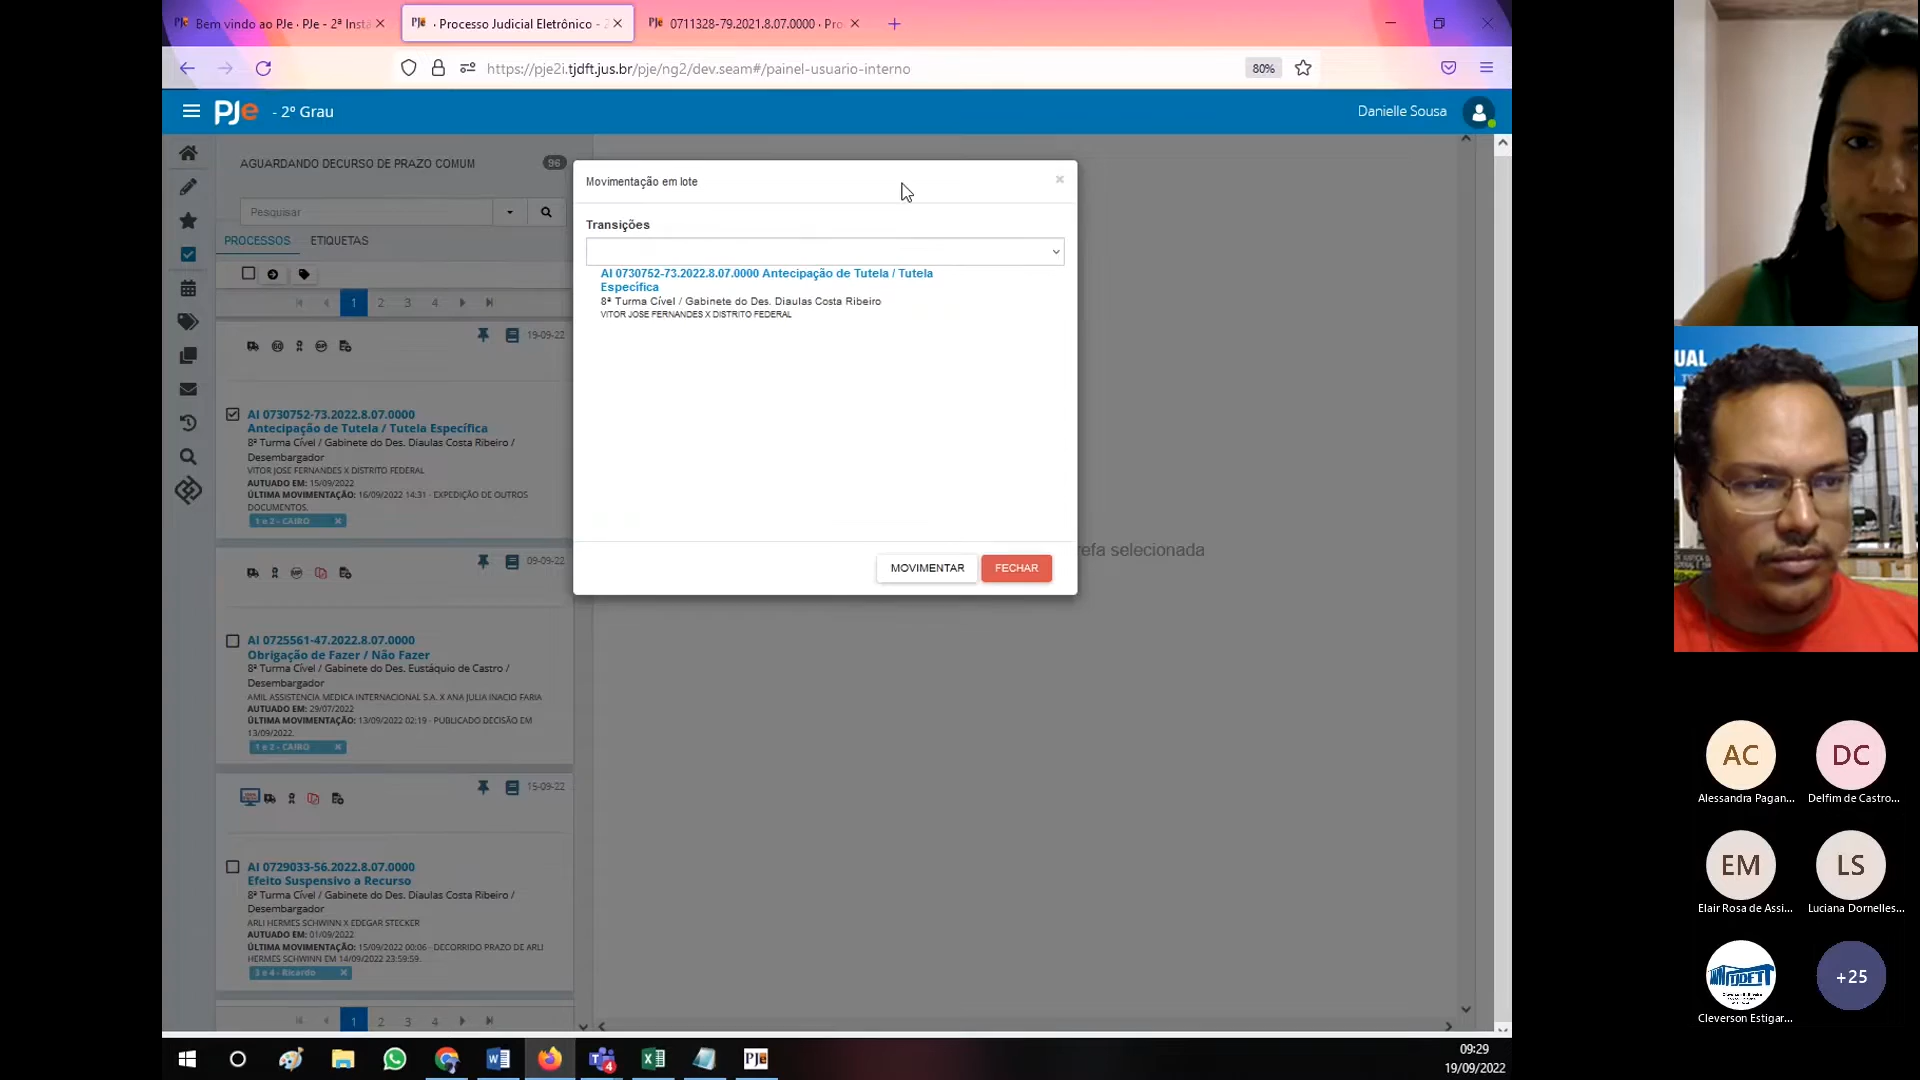 Bem vindo ao PJe · PJe - 2ª Inst
· Processo Judicial Eletrônico - 2
0711328-79.2021.8.07.0000 · Pro
https://pje2i.tjdft.jus.br/pje/ng2/dev.seam#/painel-usuario-interno
80%
PJe - 2º Grau
Danielle Sousa
AGUARDANDO DECURSO DE PRAZO COMUM
96
Pesquisar
PROCESSOS ETIQUETAS
1 2 3 4
19-09-22
AI 0730752-73.2022.8.07.0000
Antecipação de Tutela / Tutela Específica
8ª Turma Cível / Gabinete do Des. Diaulas Costa Ribeiro /
Desembargador
VITOR JOSE FERNANDES X DISTRITO FEDERAL
AUTUADO EM: 15/09/2022
ÚLTIMA MOVIMENTAÇÃO: 16/09/2022 14:31 - EXPEDIÇÃO DE OUTROS
DOCUMENTOS.
1 e 2 - CAIRO
09-09-22
AI 0725561-47.2022.8.07.0000
Obrigação de Fazer / Não Fazer
8ª Turma Cível / Gabinete do Des. Eustáquio de Castro /
Desembargador
AMIL ASSISTENCIA MEDICA INTERNACIONAL S.A. X ANA JULIA INACIO FARIA
AUTUADO EM: 29/07/2022
ÚLTIMA MOVIMENTAÇÃO: 13/09/2022 02:19 - PUBLICADO DECISÃO EM
13/09/2022.
1 e 2 - CAIRO
15-09-22
AI 0729033-56.2022.8.07.0000
Efeito Suspensivo a Recurso
8ª Turma Cível / Gabinete do Des. Diaulas Costa Ribeiro /
Desembargador
ARLI HERMES SCHWINN X EDEGAR STECKER
AUTUADO EM: 01/09/2022
ÚLTIMA MOVIMENTAÇÃO: 15/09/2022 00:06 - DECORRIDO PRAZO DE ARLI
HERMES SCHWINN EM 14/09/2022 23:59:59.
3 e 4 - Ricardo
1 2 3 4
Movimentação em lote
Transições
AI 0730752-73.2022.8.07.0000 Antecipação de Tutela / Tutela
Específica
8ª Turma Cível / Gabinete do Des. Diaulas Costa Ribeiro
VITOR JOSE FERNANDES X DISTRITO FEDERAL
MOVIMENTAR
FECHAR
refa selecionada
UAL
AC
Alessandra Pagan...
DC
Delfim de Castro...
EM
Elair Rosa de Assi...
LS
Luciana Dornelles...
TJDFT
Cleverson Estigar...
+25
4
PJe
09:29
19/09/2022